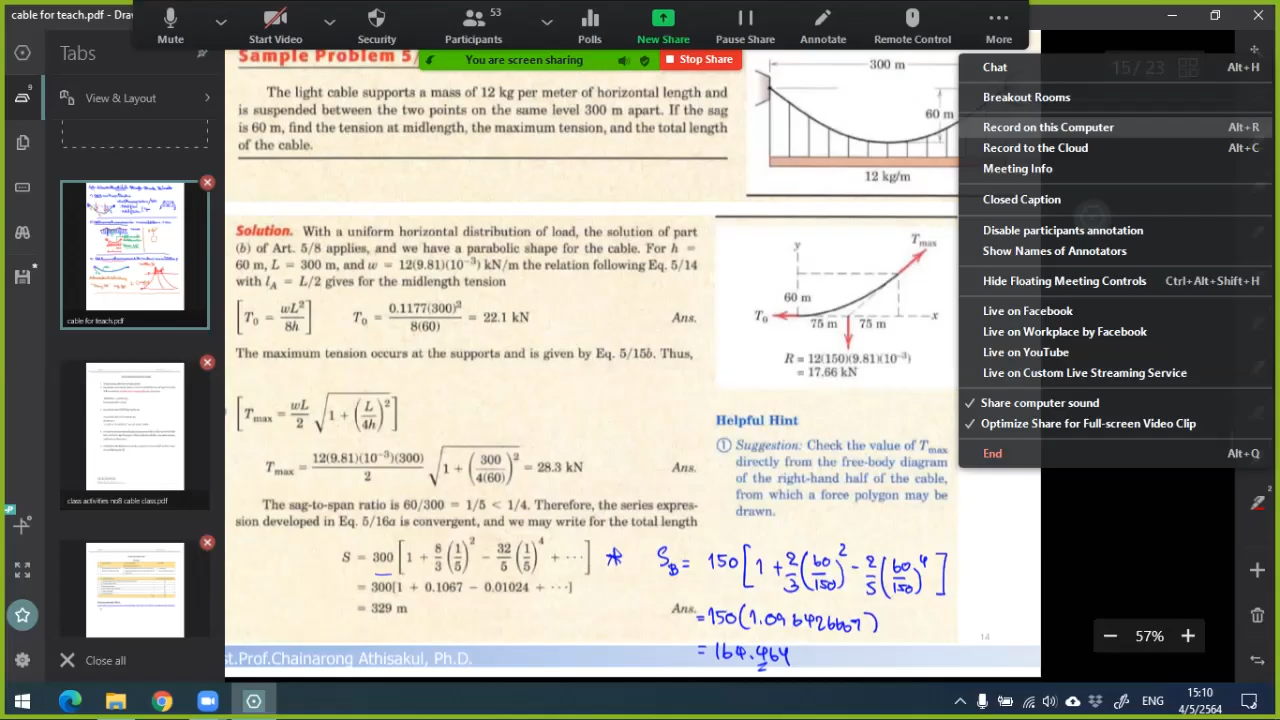 cable for teach.pdf - Dra
Mute
Start Video
Security
53
Participants
Polls
New Share
Pause Share
Annotate
Remote Control
More
You are screen sharing
Stop Share
9
Tabs
View & Layout
cable for teach.pdf
class activities no8 cable class.pdf
Close all
Sample Problem 5/
The light cable supports a mass of 12 kg per meter of horizontal length and
is suspended between the two points on the same level 300 m apart. If the sag
is 60 m, find the tension at midlength, the maximum tension, and the total length
of the cable.
300 m
60 m
12 kg/m
Solution. With a uniform horizontal distribution of load, the solution of part
(b) of Art. 5/8 applies, and we have a parabolic shape for the cable. For h =
60 m, L = 300 m, and w = 12(9.81)(10⁻³) kN/m the relation following Eq. 5/14
with l_A = L/2 gives for the midlength tension
[T₀ = wL²/8h] T₀ = 0.1177(300)²/8(60) = 22.1 kN Ans.
The maximum tension occurs at the supports and is given by Eq. 5/15b. Thus,
[T_max = wL/2 √(1 + (L/4h)²)]
T_max = 12(9.81)(10⁻³)(300)/2 √(1 + (300/4(60))²) = 28.3 kN Ans.
The sag-to-span ratio is 60/300 = 1/5 < 1/4. Therefore, the series expres-
sion developed in Eq. 5/16a is convergent, and we may write for the total length
S = 300 [1 + 8/3 (1/5)² − 32/5 (1/5)⁴ + ···]
= 300[1 + 0.1067 − 0.01024 + ···]
= 329 m Ans.
y
T_max
60 m
T₀
75 m
75 m
x
R = 12(150)(9.81)(10⁻³)
= 17.66 kN
Helpful Hint
① Suggestion: Check the value of T_max
directly from the free-body diagram
of the right-hand half of the cable,
from which a force polygon may be
drawn.
S_B = 150 [1 + 2/3 (60/150)² − 2/5 (60/150)⁴]
= 150(1.096426667)
= 164.464
14
st.Prof.Chainarong Athisakul, Ph.D.
15 / 23
Chat Alt+H
Breakout Rooms
Record on this Computer Alt+R
Record to the Cloud Alt+C
Meeting Info
Closed Caption
Disable participants annotation
Show Names of Annotators
Hide Floating Meeting Controls Ctrl+Alt+Shift+H
Live on Facebook
Live on Workplace by Facebook
Live on YouTube
Live on Custom Live Streaming Service
Share computer sound
Optimize Share for Full-screen Video Clip
End Alt+Q
2
57%
ENG
15:10
4/5/2564